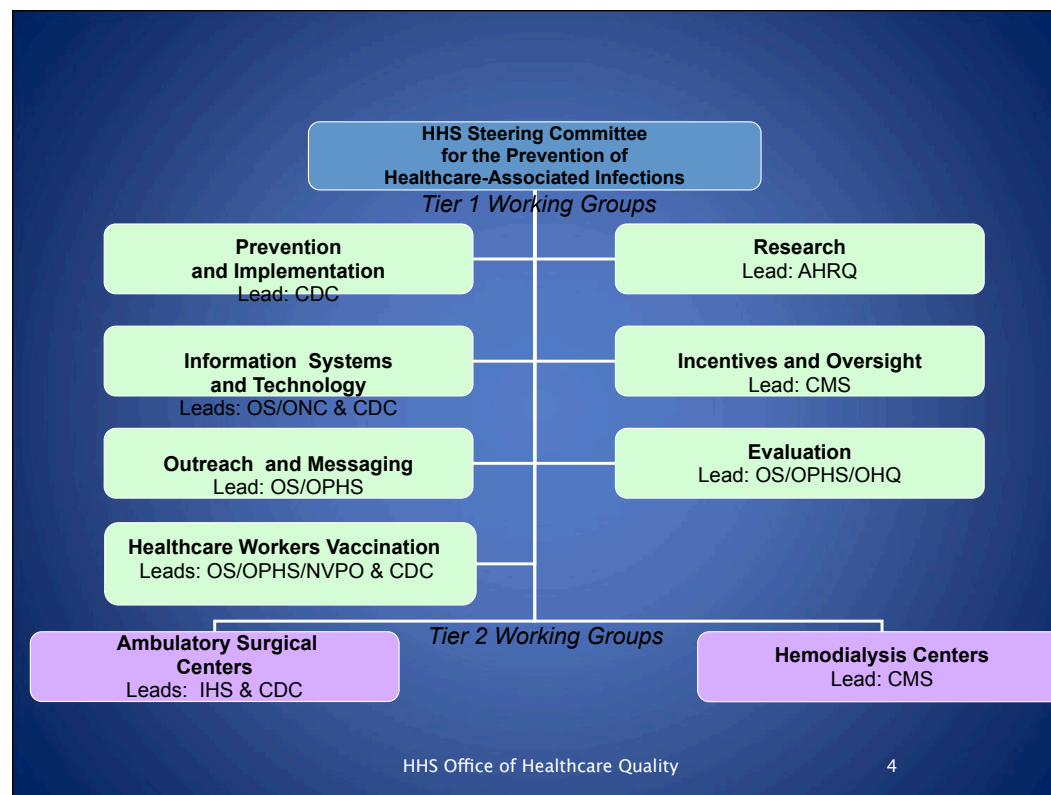 HHS Steering Committee
for the Prevention of
Healthcare-Associated Infections
Tier 1 Working Groups
Prevention
and Implementation
Lead: CDC
Research
Lead: AHRQ
Information Systems
and Technology
Leads: OS/ONC & CDC
Incentives and Oversight
Lead: CMS
Outreach and Messaging
Lead: OS/OPHS
Evaluation
Lead: OS/OPHS/OHQ
Healthcare Workers Vaccination
Leads: OS/OPHS/NVPO & CDC
Tier 2 Working Groups
Ambulatory Surgical
Centers
Leads: IHS & CDC
Hemodialysis Centers
Lead: CMS
HHS Office of Healthcare Quality
4